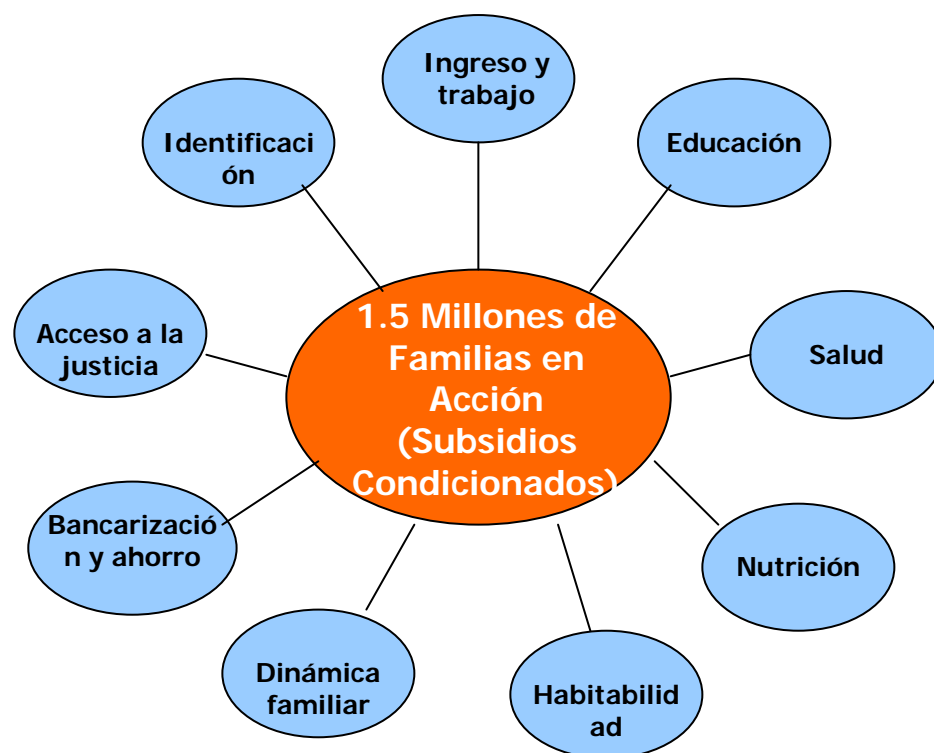 Ingreso y
trabajo
Identificaci
ón
Educación
Acceso a la
justicia
1.5 Millones de
Familias en
Acción
(Subsidios
Condicionados)
Salud
Bancarizació
n y ahorro
Nutrición
Dinámica
familiar
Habitabilid
ad